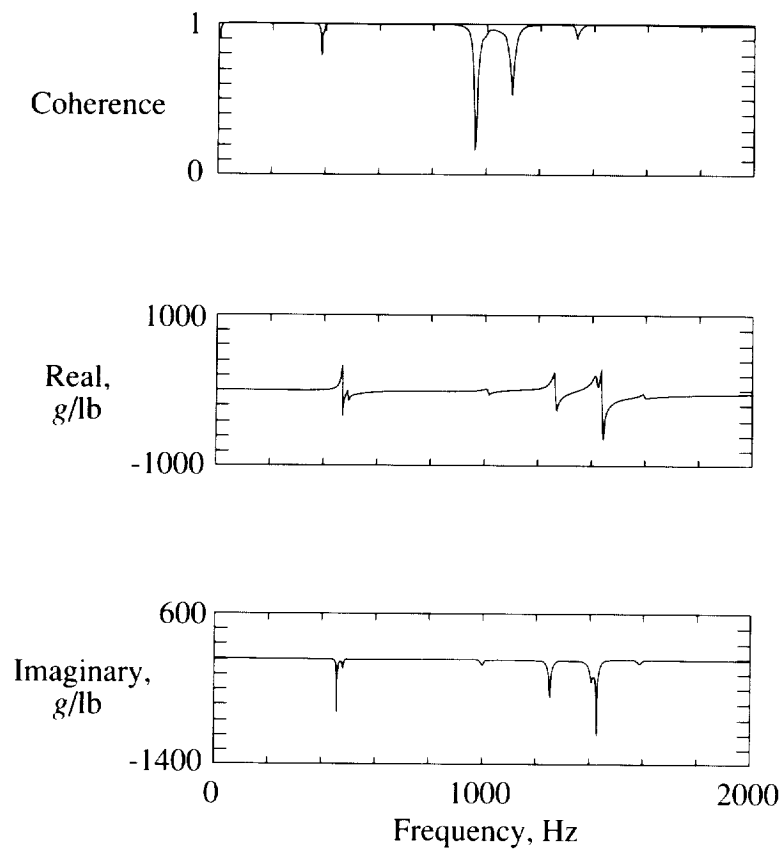 1
Coherence
0
1000
Real,
g/lb
-1000
600
Imaginary,
g/lb
-1400
0 1000 2000
Frequency, Hz